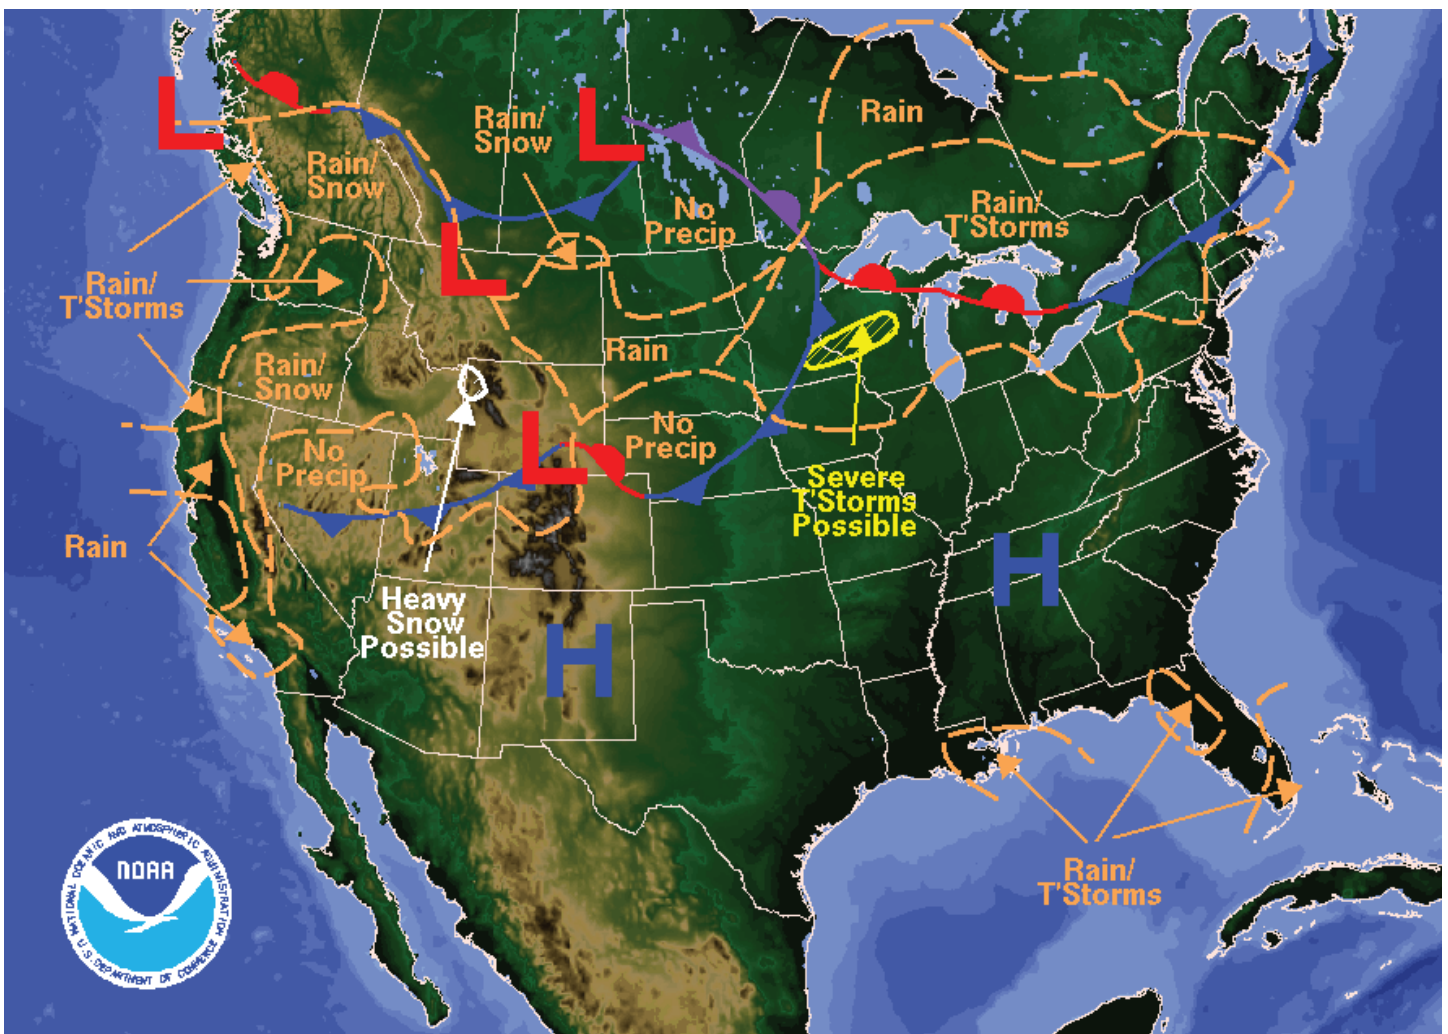 Rain
Rain/
Snow
L
L
Rain/
Snow
No
Precip
Rain/
T'Storms
L
Rain/
T'Storms
Rain/
Snow
Rain
No
Precip
L
No
Precip
H
Severe
T'Storms
Possible
Rain
H
Heavy
Snow
Possible
H
Rain/
T'Storms
NOAA
NATIONAL OCEANIC AND ATMOSPHERIC ADMINISTRATION
U.S. DEPARTMENT OF COMMERCE